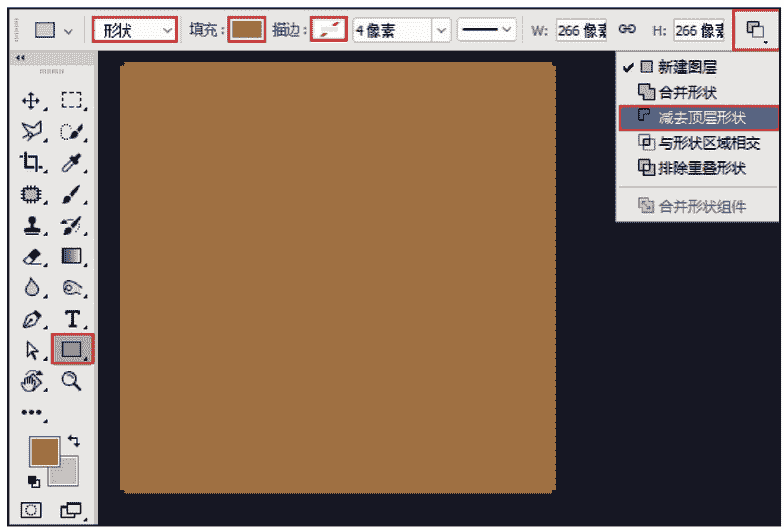 形状 填充: 描边: 4 像素 W: 266 像素 H: 266 像素
新建图层
合并形状
减去顶层形状
与形状区域相交
排除重叠形状
合并形状组件
T